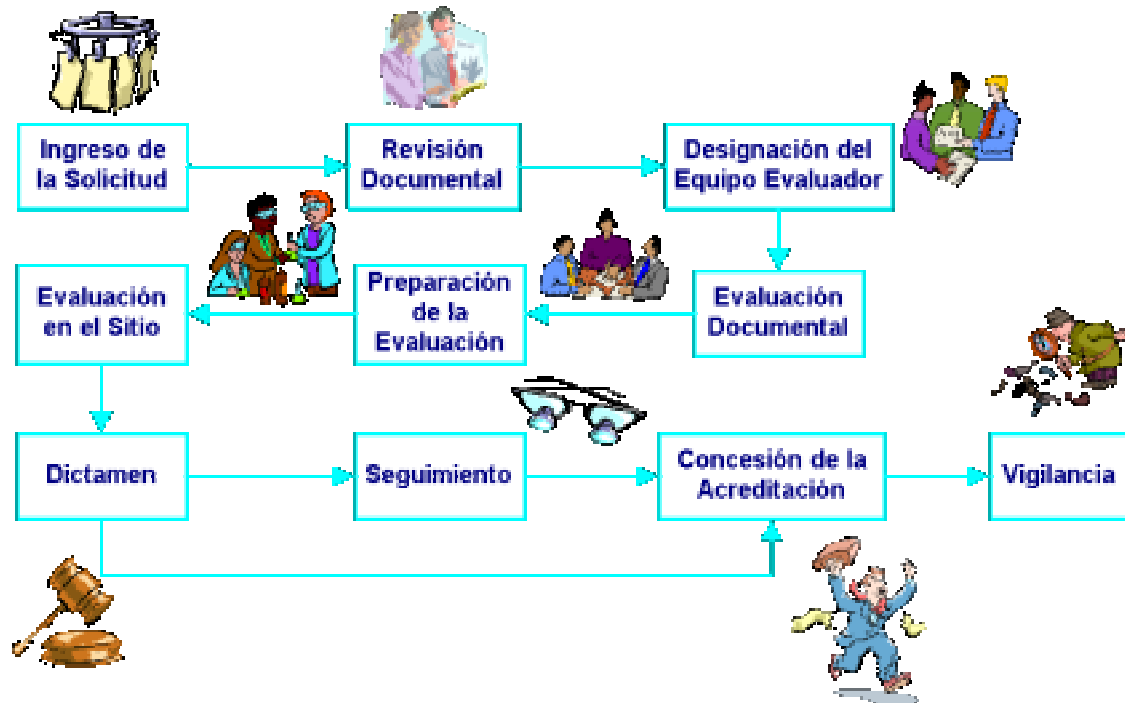 Ingreso de
la Solicitud
Revisión
Documental
Designación del
Equipo Evaluador
Evaluación
Documental
Preparación
de la
Evaluación
Evaluación
en el Sitio
Dictamen
Seguimiento
Concesión de la
Acreditación
Vigilancia